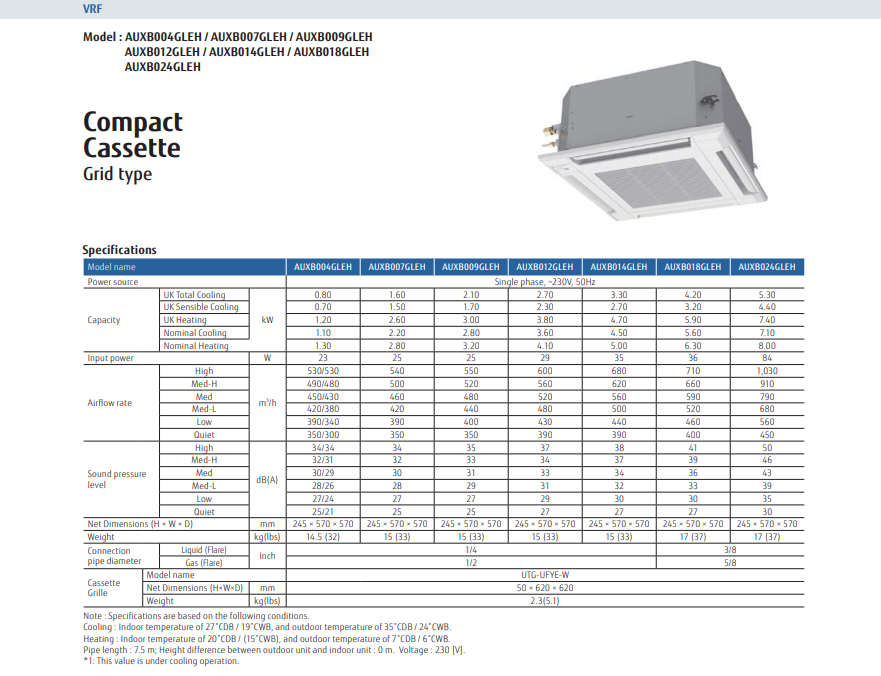 VRF
Model : AUXB004GLEH / AUXB007GLEH / AUXB009GLEH
AUXB012GLEH / AUXB014GLEH / AUXB018GLEH
AUXB024GLEH
Compact
Cassette
Grid type
Specifications
Model name AUXB004GLEH AUXB007GLEH AUXB009GLEH AUXB012GLEH AUXB014GLEH AUXB018GLEH AUXB024GLEH
Power source Single phase, ~230V, 50Hz
Capacity UK Total Cooling kW 0.80 1.60 2.10 2.70 3.30 4.20 5.30
UK Sensible Cooling 0.70 1.50 1.70 2.30 2.70 3.20 4.40
UK Heating 1.20 2.60 3.00 3.80 4.70 5.90 7.40
Nominal Cooling 1.10 2.20 2.80 3.60 4.50 5.60 7.10
Nominal Heating 1.30 2.80 3.20 4.10 5.00 6.30 8.00
Input power W 23 25 25 29 35 36 84
Airflow rate High m³/h 530/530 540 550 600 680 710 1,030
Med-H 490/480 500 520 560 620 660 910
Med 450/430 460 480 520 560 590 790
Med-L 420/380 420 440 480 500 520 680
Low 390/340 390 400 430 440 460 560
Quiet 350/300 350 350 390 390 400 450
Sound pressure level High dB(A) 34/34 34 35 37 38 41 50
Med-H 32/31 32 33 34 37 39 46
Med 30/29 30 31 33 34 36 43
Med-L 28/26 28 29 31 32 33 39
Low 27/24 27 27 29 30 30 35
Quiet 25/21 25 25 27 27 27 30
Net Dimensions (H × W × D) mm 245 × 570 × 570 245 × 570 × 570 245 × 570 × 570 245 × 570 × 570 245 × 570 × 570 245 × 570 × 570 245 × 570 × 570
Weight kg(lbs) 14.5 (32) 15 (33) 15 (33) 15 (33) 15 (33) 17 (37) 17 (37)
Connection pipe diameter Liquid (Flare) Inch 1/4 3/8
Gas (Flare) 1/2 5/8
Cassette Grille Model name UTG-UFYE-W
Net Dimensions (H×W×D) mm 50 × 620 × 620
Weight kg(lbs) 2.3(5.1)
Note : Specifications are based on the following conditions.
Cooling : Indoor temperature of 27˚CDB / 19˚CWB, and outdoor temperature of 35˚CDB / 24˚CWB.
Heating : Indoor temperature of 20˚CDB / (15˚CWB), and outdoor temperature of 7˚CDB / 6˚CWB.
Pipe length : 7.5 m; Height difference between outdoor unit and indoor unit : 0 m. Voltage : 230 [V].
*1: This value is under cooling operation.